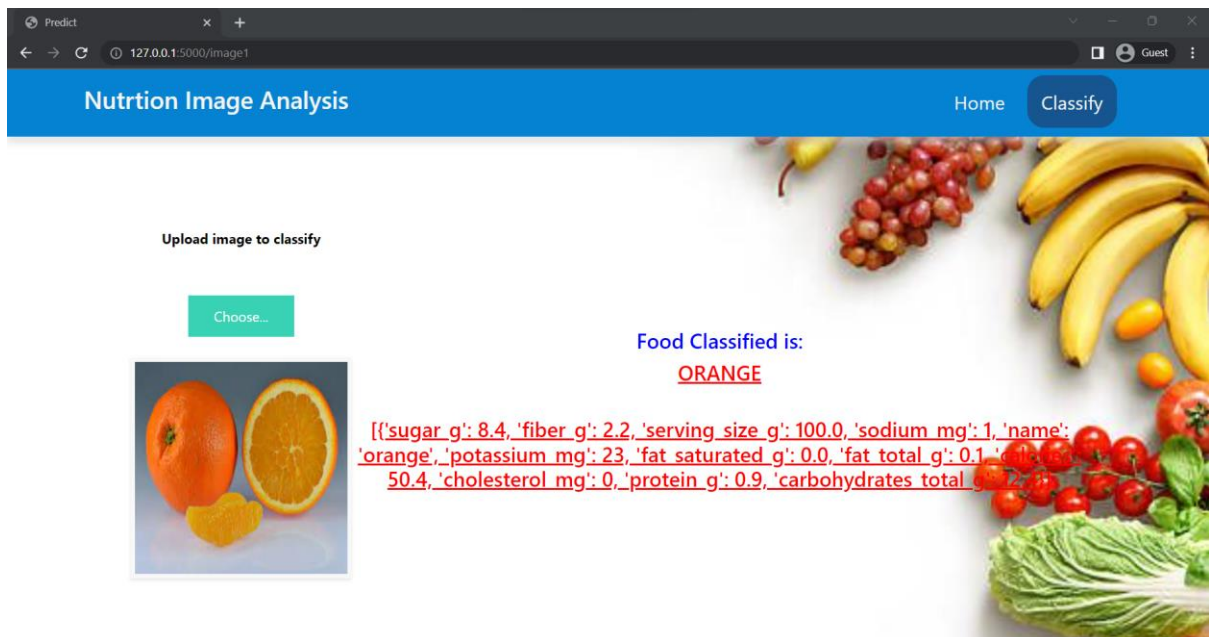 Predict
127.0.0.1:5000/image1
Guest
Nutrtion Image Analysis
Home
Classify
Upload image to classify
Choose...
Food Classified is:
ORANGE
[{'sugar_g': 8.4, 'fiber_g': 2.2, 'serving_size_g': 100.0, 'sodium_mg': 1, 'name':
'orange', 'potassium_mg': 23, 'fat_saturated_g': 0.0, 'fat_total_g': 0.1,
50.4, 'cholesterol_mg': 0, 'protein_g': 0.9, 'carbohydrates_total_g':